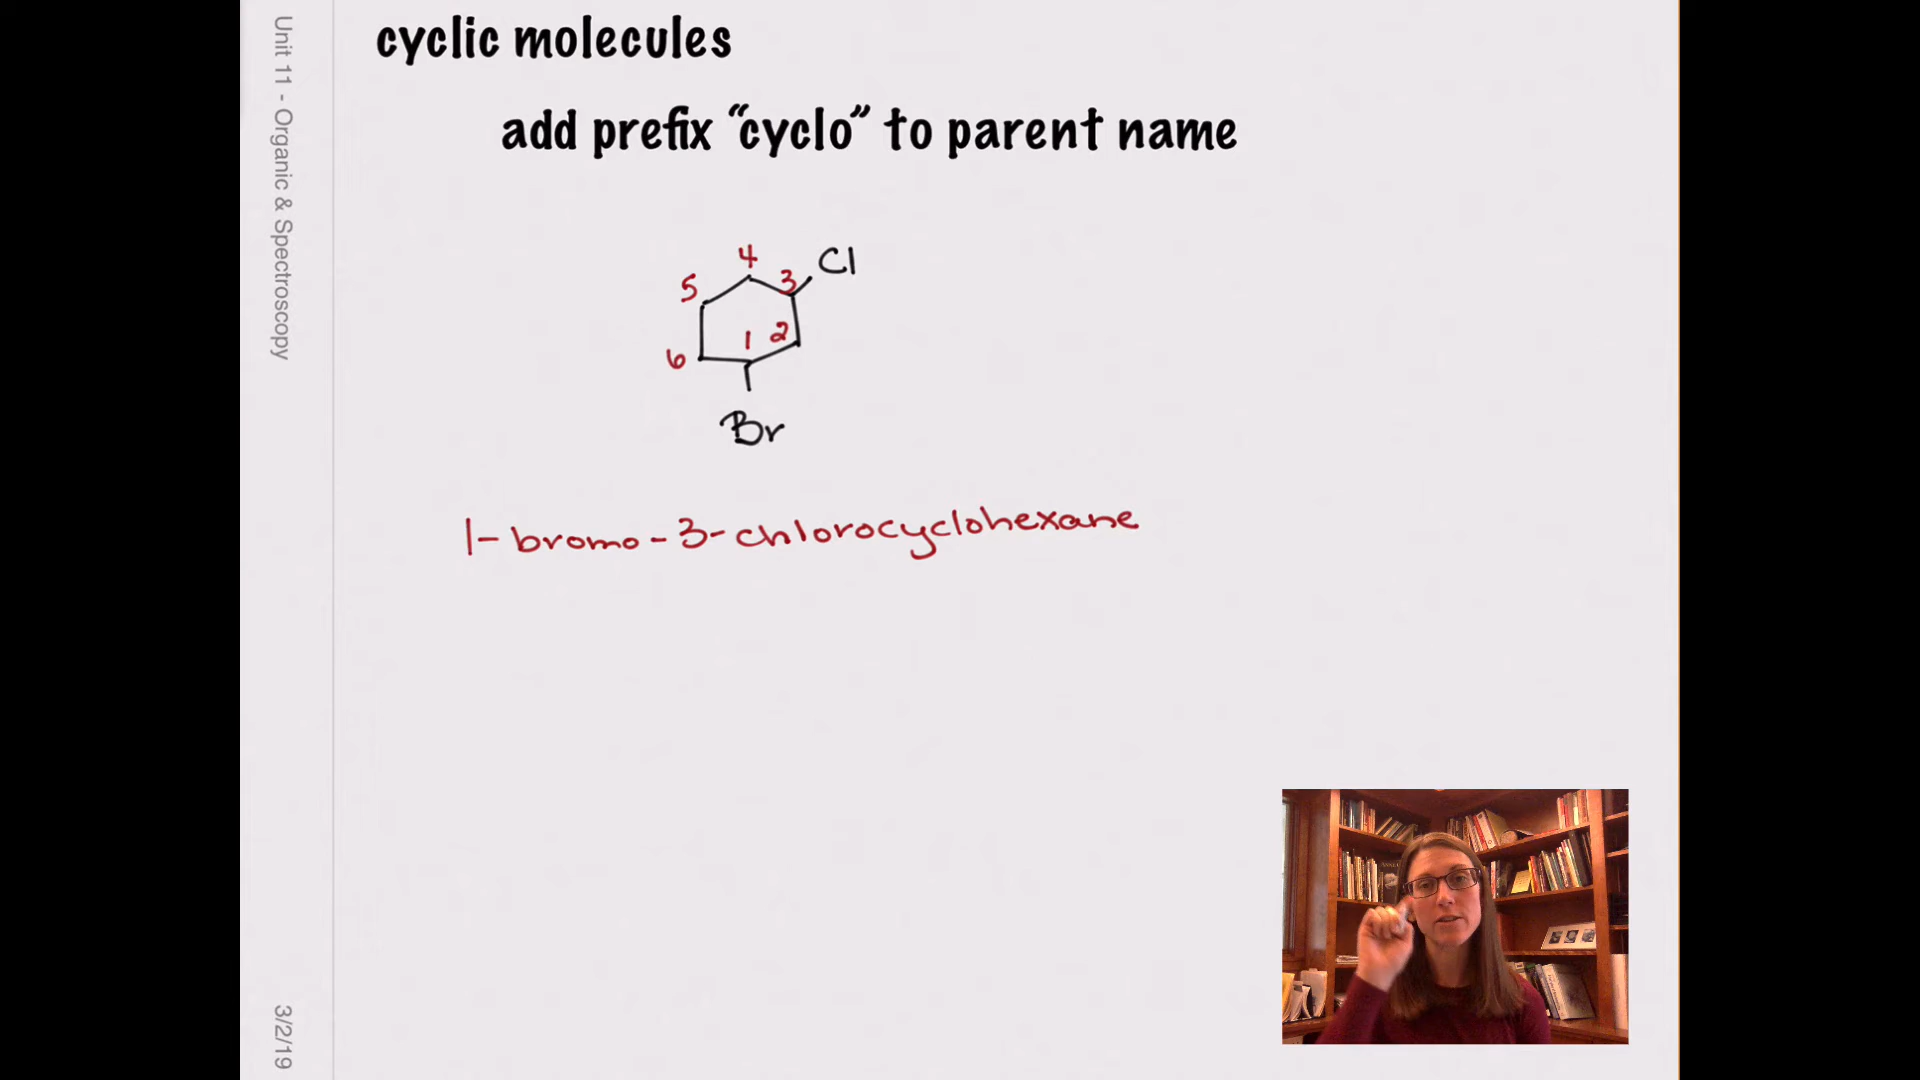 cyclic molecules
add prefix “cyclo” to parent name
4
Cl
5
3
1
2
6
Br
1-bromo-3-chlorocyclohexane
Unit 11 - Organic & Spectroscopy
3/2/19